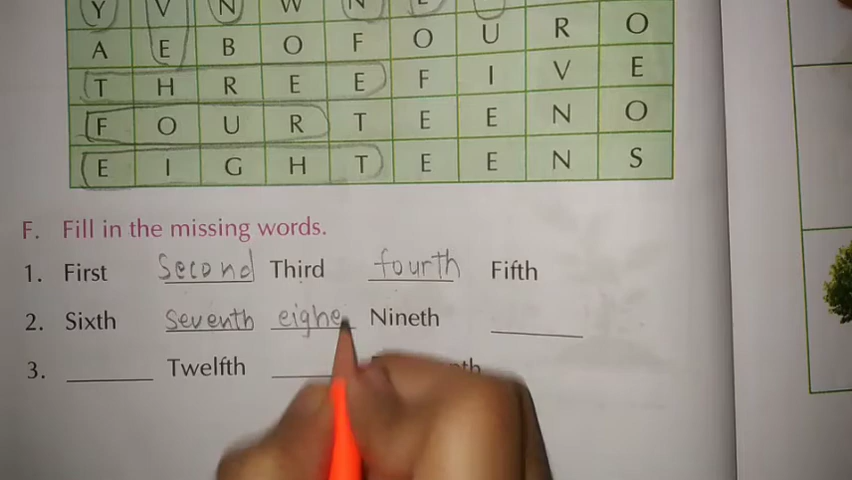 Y V N W N E
A E B O F O U R O
T H R E E F I V E
F O U R T E E N O
E I G H T E E N S
F. Fill in the missing words.
1. First Second Third fourth Fifth
2. Sixth seventh eighe Nineth
3. Twelfth